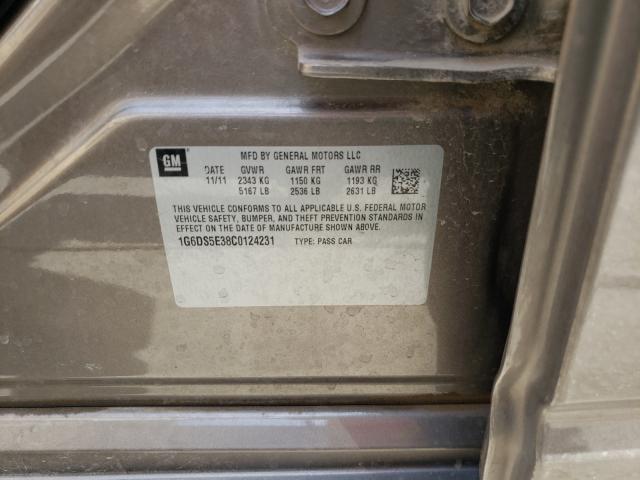 GM
MFD BY GENERAL MOTORS LLC
DATE GVWR GAWR FRT GAWR RR
11/11 2343 KG 1150 KG 1193 KG
5167 LB 2536 LB 2631 LB
THIS VEHICLE CONFORMS TO ALL APPLICABLE U.S. FEDERAL MOTOR
VEHICLE SAFETY, BUMPER, AND THEFT PREVENTION STANDARDS IN
EFFECT ON THE DATE OF MANUFACTURE SHOWN ABOVE.
1G6DS5E38C0124231 TYPE: PASS CAR